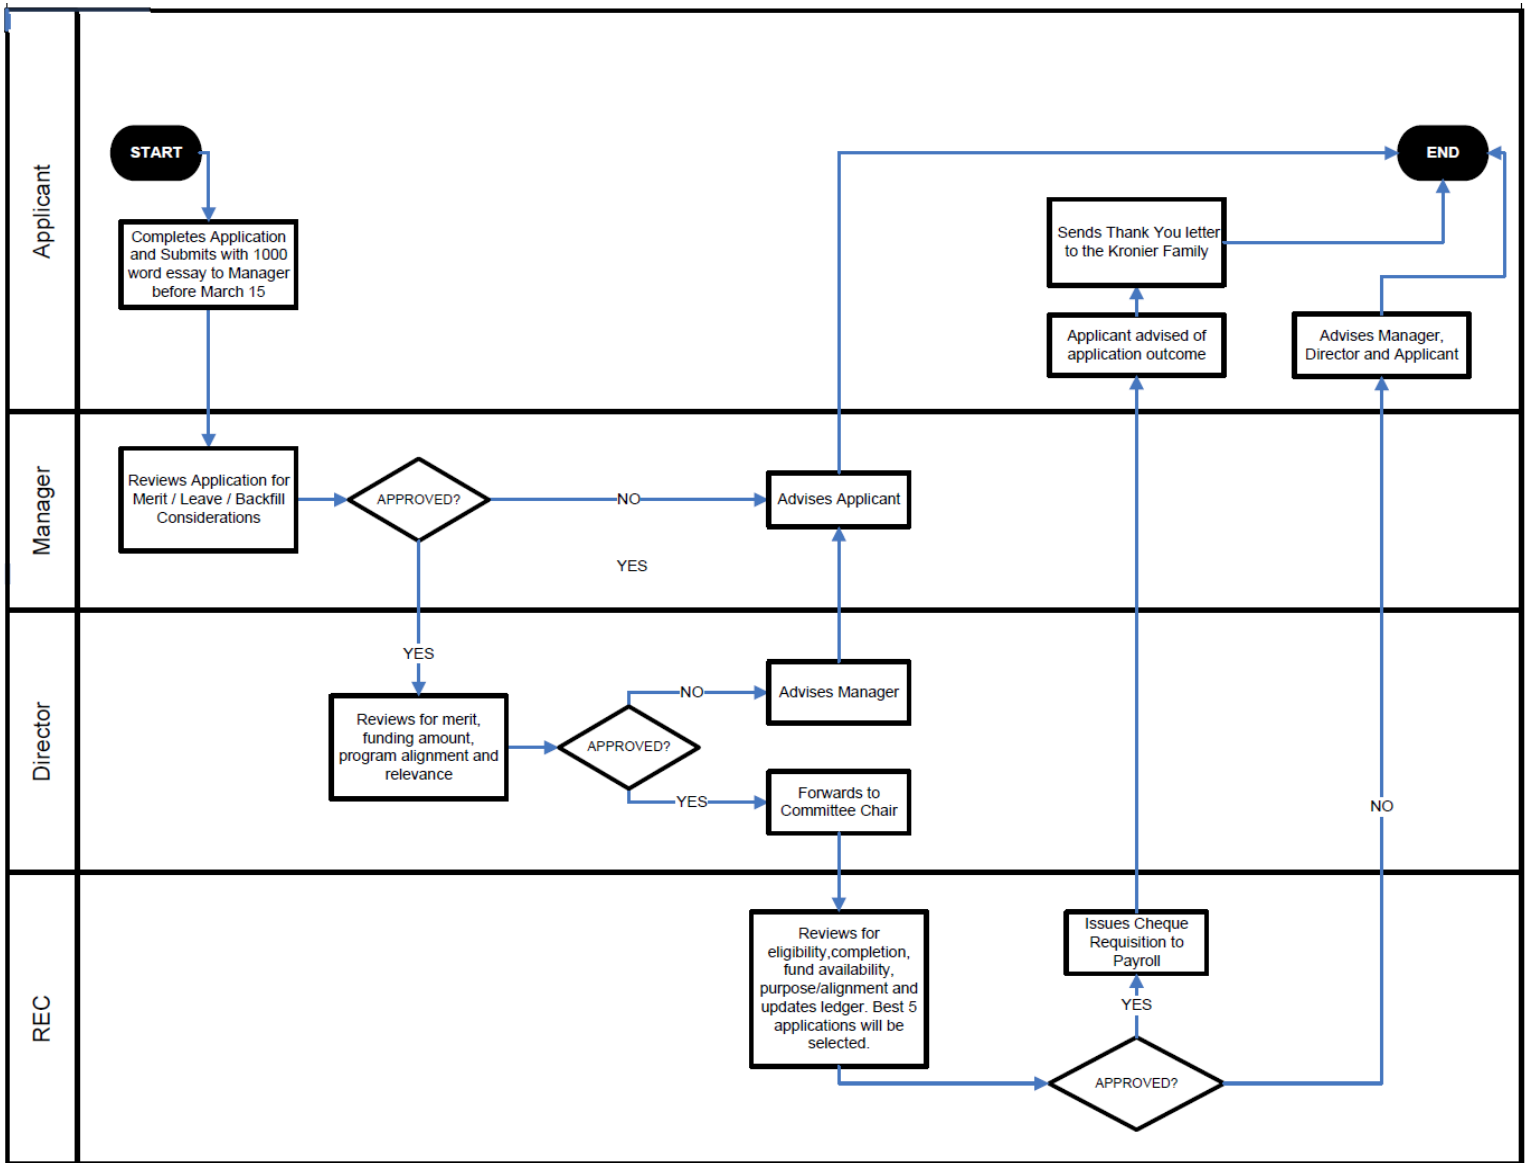 Applicant
START
END
Completes Application
and Submits with 1000
word essay to Manager
before March 15
Sends Thank You letter
to the Kronier Family
Applicant advised of
application outcome
Advises Manager,
Director and Applicant
Manager
Reviews Application for
Merit / Leave / Backfill
Considerations
APPROVED?
NO
Advises Applicant
YES
Director
YES
Reviews for merit,
funding amount,
program alignment and
relevance
APPROVED?
NO
Advises Manager
YES
Forwards to
Committee Chair
NO
REC
Reviews for
eligibility,completion,
fund availability,
purpose/alignment and
updates ledger. Best 5
applications will be
selected.
Issues Cheque
Requisition to
Payroll
YES
APPROVED?